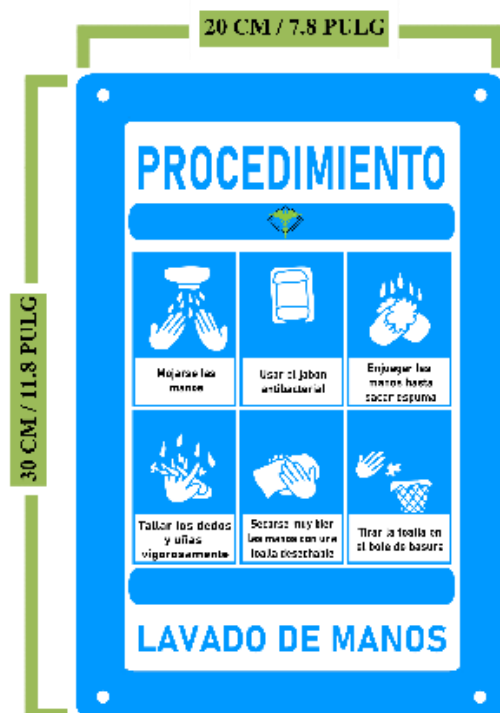 20 CM / 7.8 PULG
30 CM / 11.8 PULG
PROCEDIMIENTO
Mojarse las
manos
Usar el jabon
antibacterial
Enjuagar las
manos hasta
sacar espuma
Tallar los dedos
y uñas
vigorosamente
Secarse muy bien
las manos con una
toalla desechable
Tirar la toalla en
el bote de basura
LAVADO DE MANOS